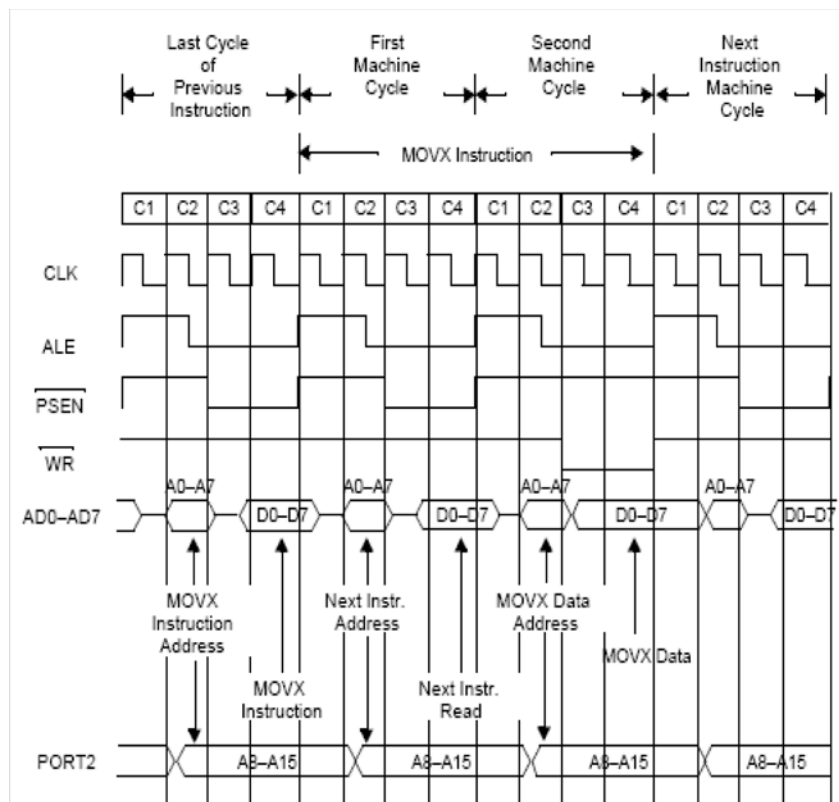 Last Cycle
of
Previous
Instruction
First
Machine
Cycle
Second
Machine
Cycle
Next
Instruction
Machine
Cycle
MOVX Instruction
C1 C2 C3 C4 C1 C2 C3 C4 C1 C2 C3 C4 C1 C2 C3 C4
CLK
ALE
PSEN
WR
A0–A7 A0–A7 A0–A7 A0–A7
AD0–AD7 D0–D7 D0–D7 D0–D7 D0–D7
MOVX
Instruction
Address
Next Instr.
Address
MOVX Data
Address
MOVX Data
MOVX
Instruction
Next Instr.
Read
PORT2 A8–A15 A8–A15 A8–A15 A8–A15